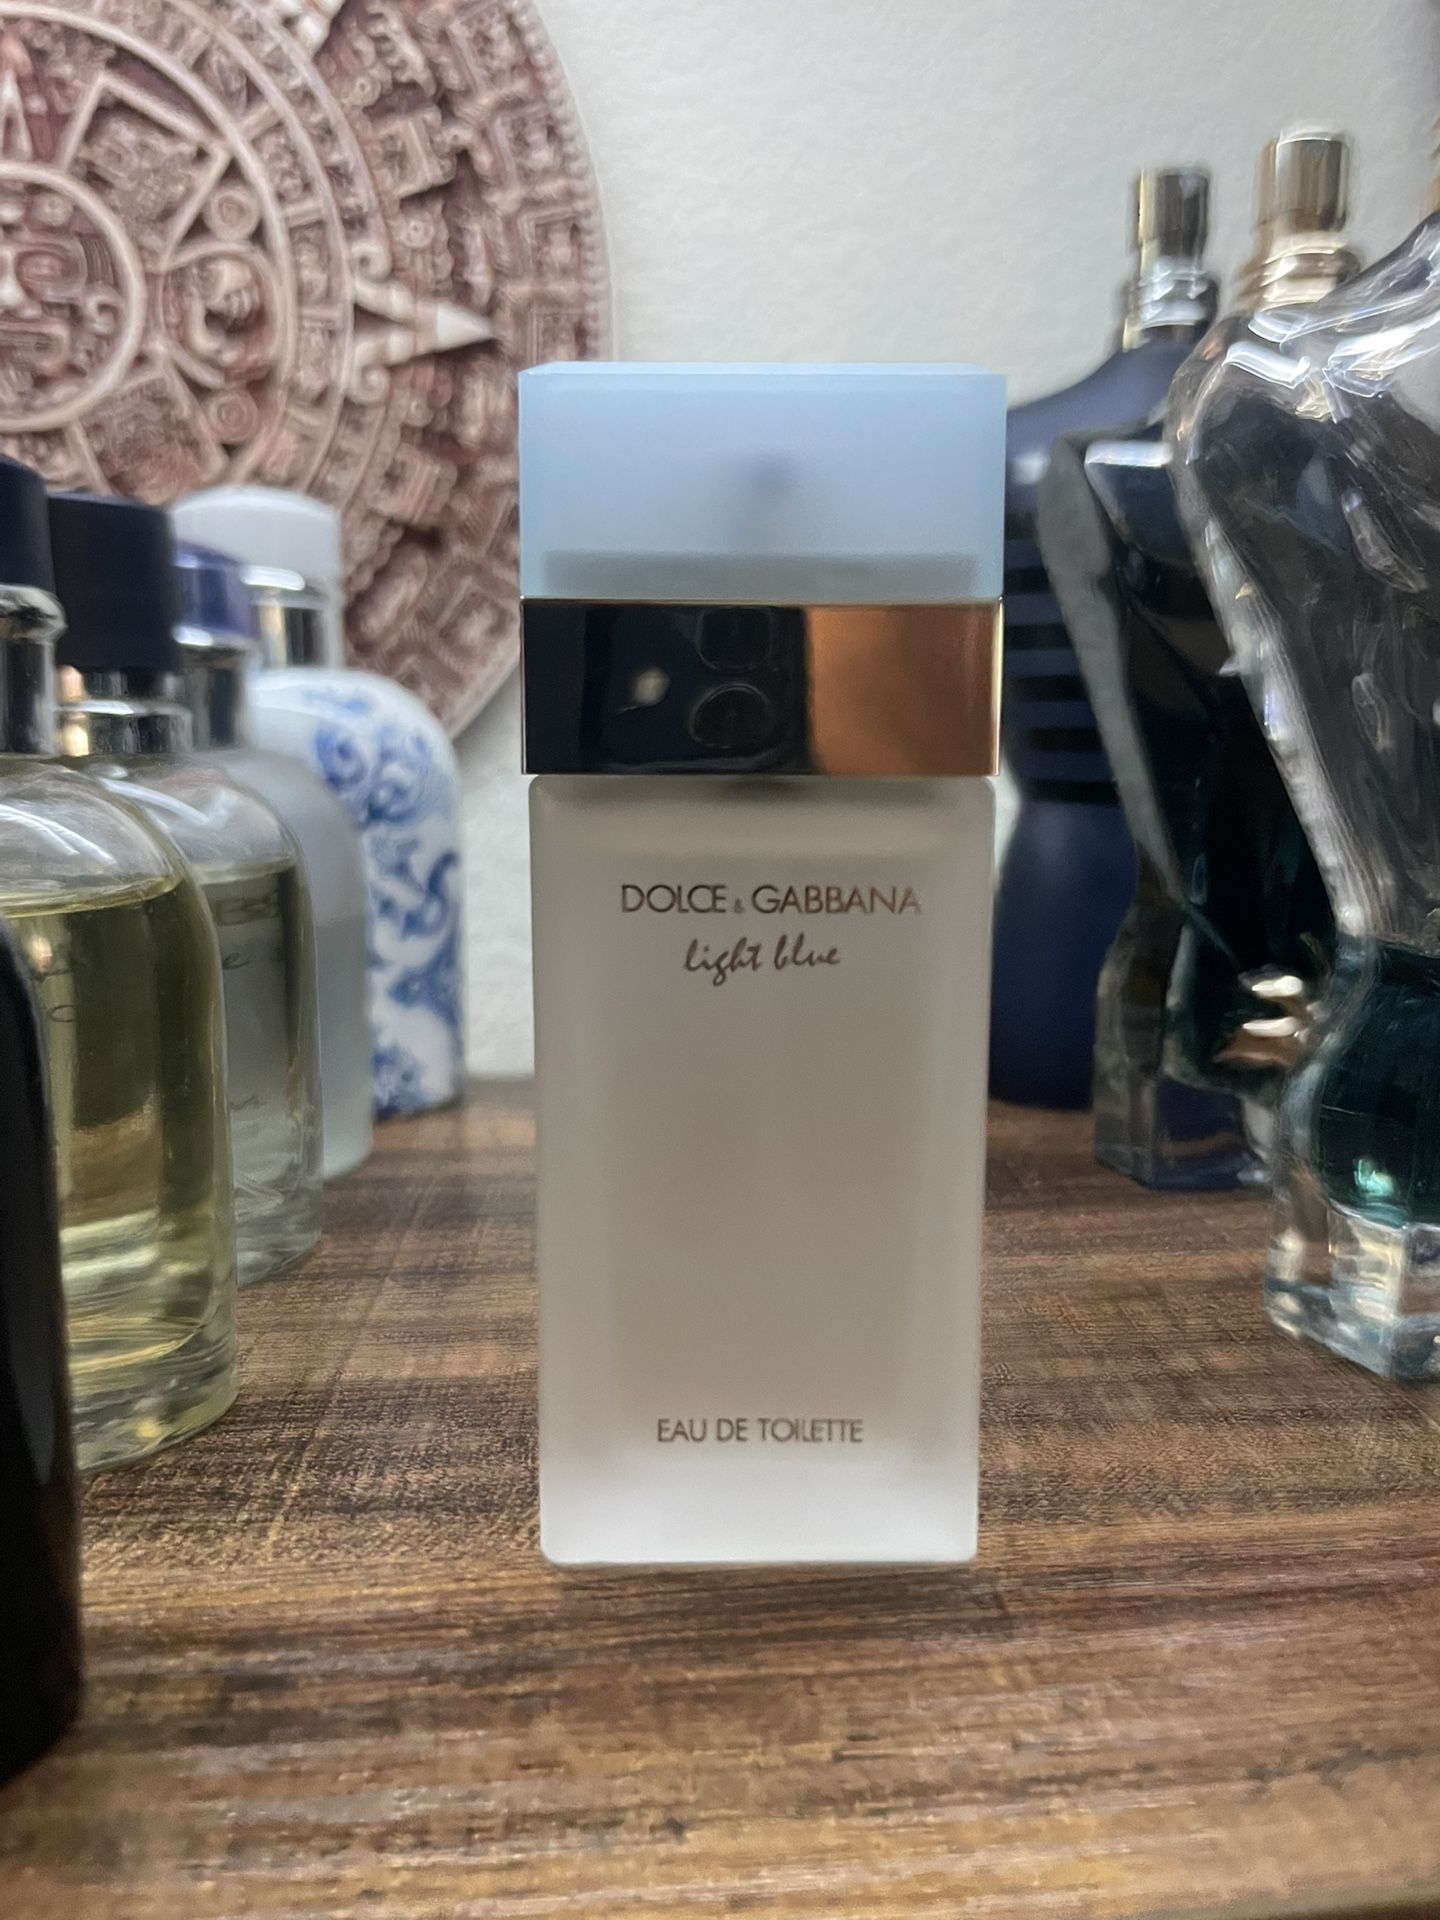 DOLCE & GABBANA
light blue
EAU DE TOILETTE